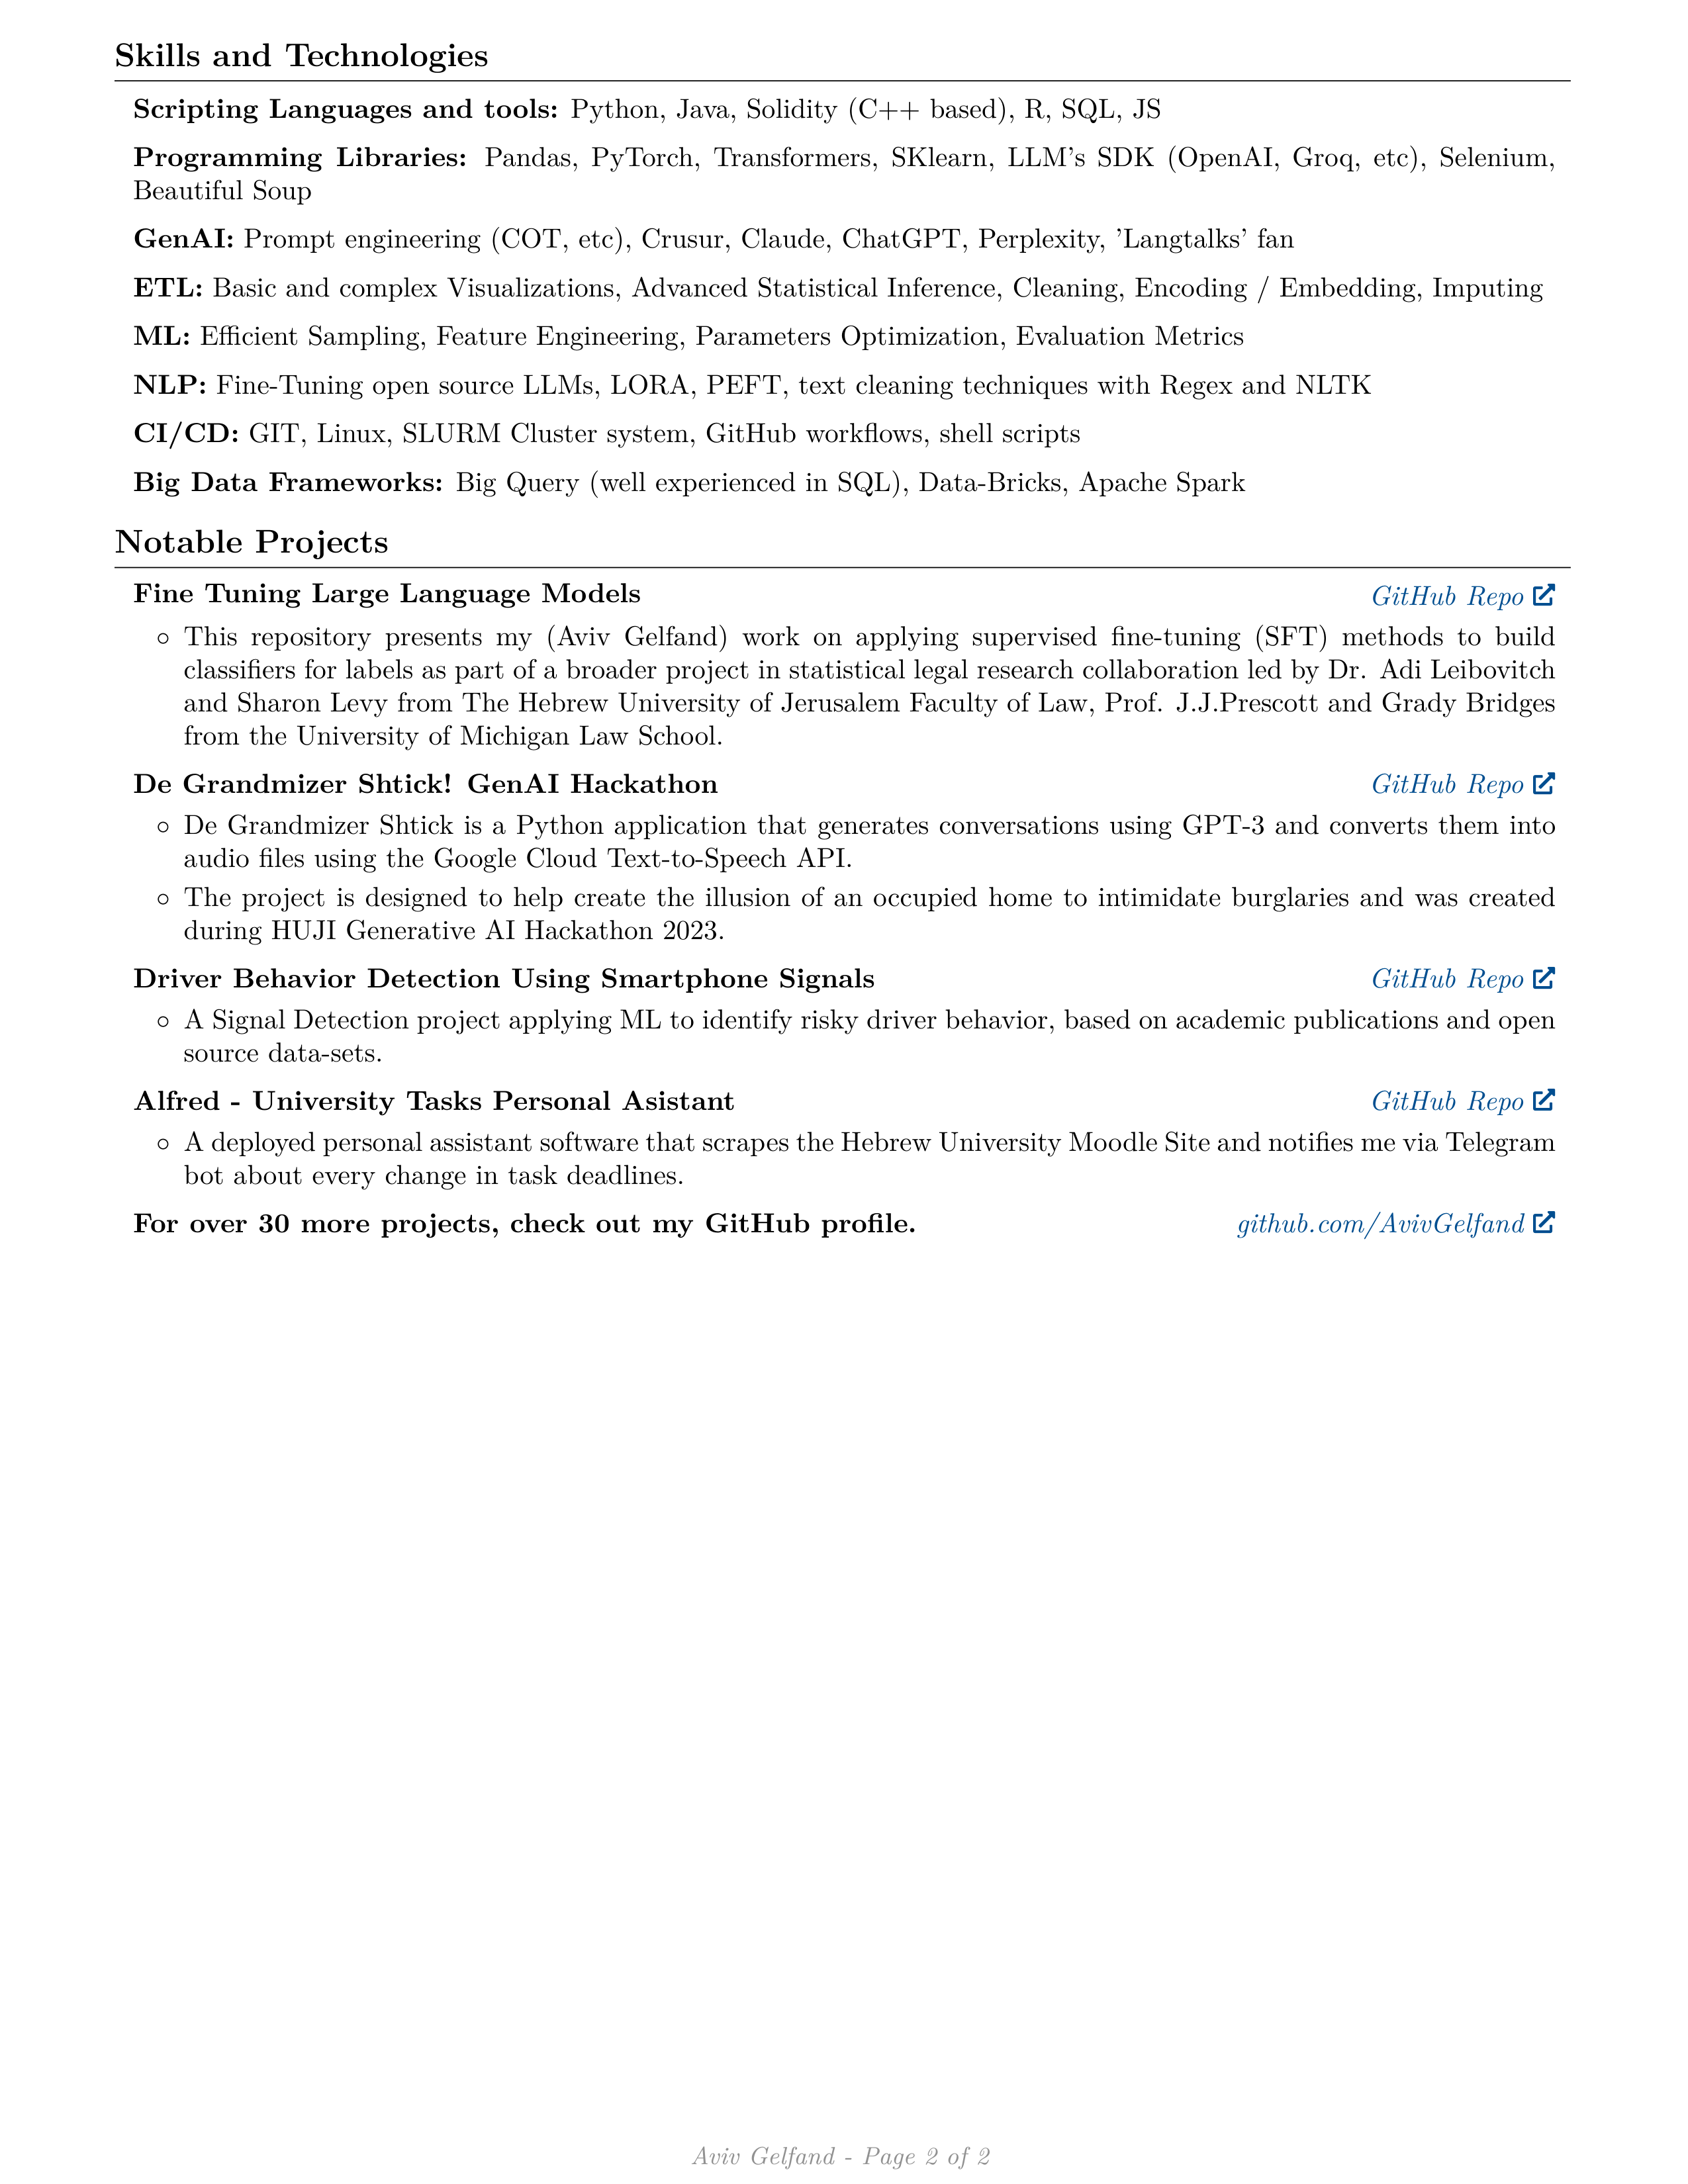 Skills and Technologies
Scripting Languages and tools: Python, Java, Solidity (C++ based), R, SQL, JS
Programming Libraries: Pandas, PyTorch, Transformers, SKlearn, LLM's SDK (OpenAI, Groq, etc), Selenium,
Beautiful Soup
GenAI: Prompt engineering (COT, etc), Crusur, Claude, ChatGPT, Perplexity, 'Langtalks' fan
ETL: Basic and complex Visualizations, Advanced Statistical Inference, Cleaning, Encoding / Embedding, Imputing
ML: Efficient Sampling, Feature Engineering, Parameters Optimization, Evaluation Metrics
NLP: Fine-Tuning open source LLMs, LORA, PEFT, text cleaning techniques with Regex and NLTK
CI/CD: GIT, Linux, SLURM Cluster system, GitHub workflows, shell scripts
Big Data Frameworks: Big Query (well experienced in SQL), Data-Bricks, Apache Spark
Notable Projects
Fine Tuning Large Language Models GitHub Repo
◦ This repository presents my (Aviv Gelfand) work on applying supervised fine-tuning (SFT) methods to build
classifiers for labels as part of a broader project in statistical legal research collaboration led by Dr. Adi Leibovitch
and Sharon Levy from The Hebrew University of Jerusalem Faculty of Law, Prof. J.J.Prescott and Grady Bridges
from the University of Michigan Law School.
De Grandmizer Shtick! GenAI Hackathon GitHub Repo
◦ De Grandmizer Shtick is a Python application that generates conversations using GPT-3 and converts them into
audio files using the Google Cloud Text-to-Speech API.
◦ The project is designed to help create the illusion of an occupied home to intimidate burglaries and was created
during HUJI Generative AI Hackathon 2023.
Driver Behavior Detection Using Smartphone Signals GitHub Repo
◦ A Signal Detection project applying ML to identify risky driver behavior, based on academic publications and open
source data-sets.
Alfred - University Tasks Personal Asistant GitHub Repo
◦ A deployed personal assistant software that scrapes the Hebrew University Moodle Site and notifies me via Telegram
bot about every change in task deadlines.
For over 30 more projects, check out my GitHub profile. github.com/AvivGelfand
Aviv Gelfand - Page 2 of 2